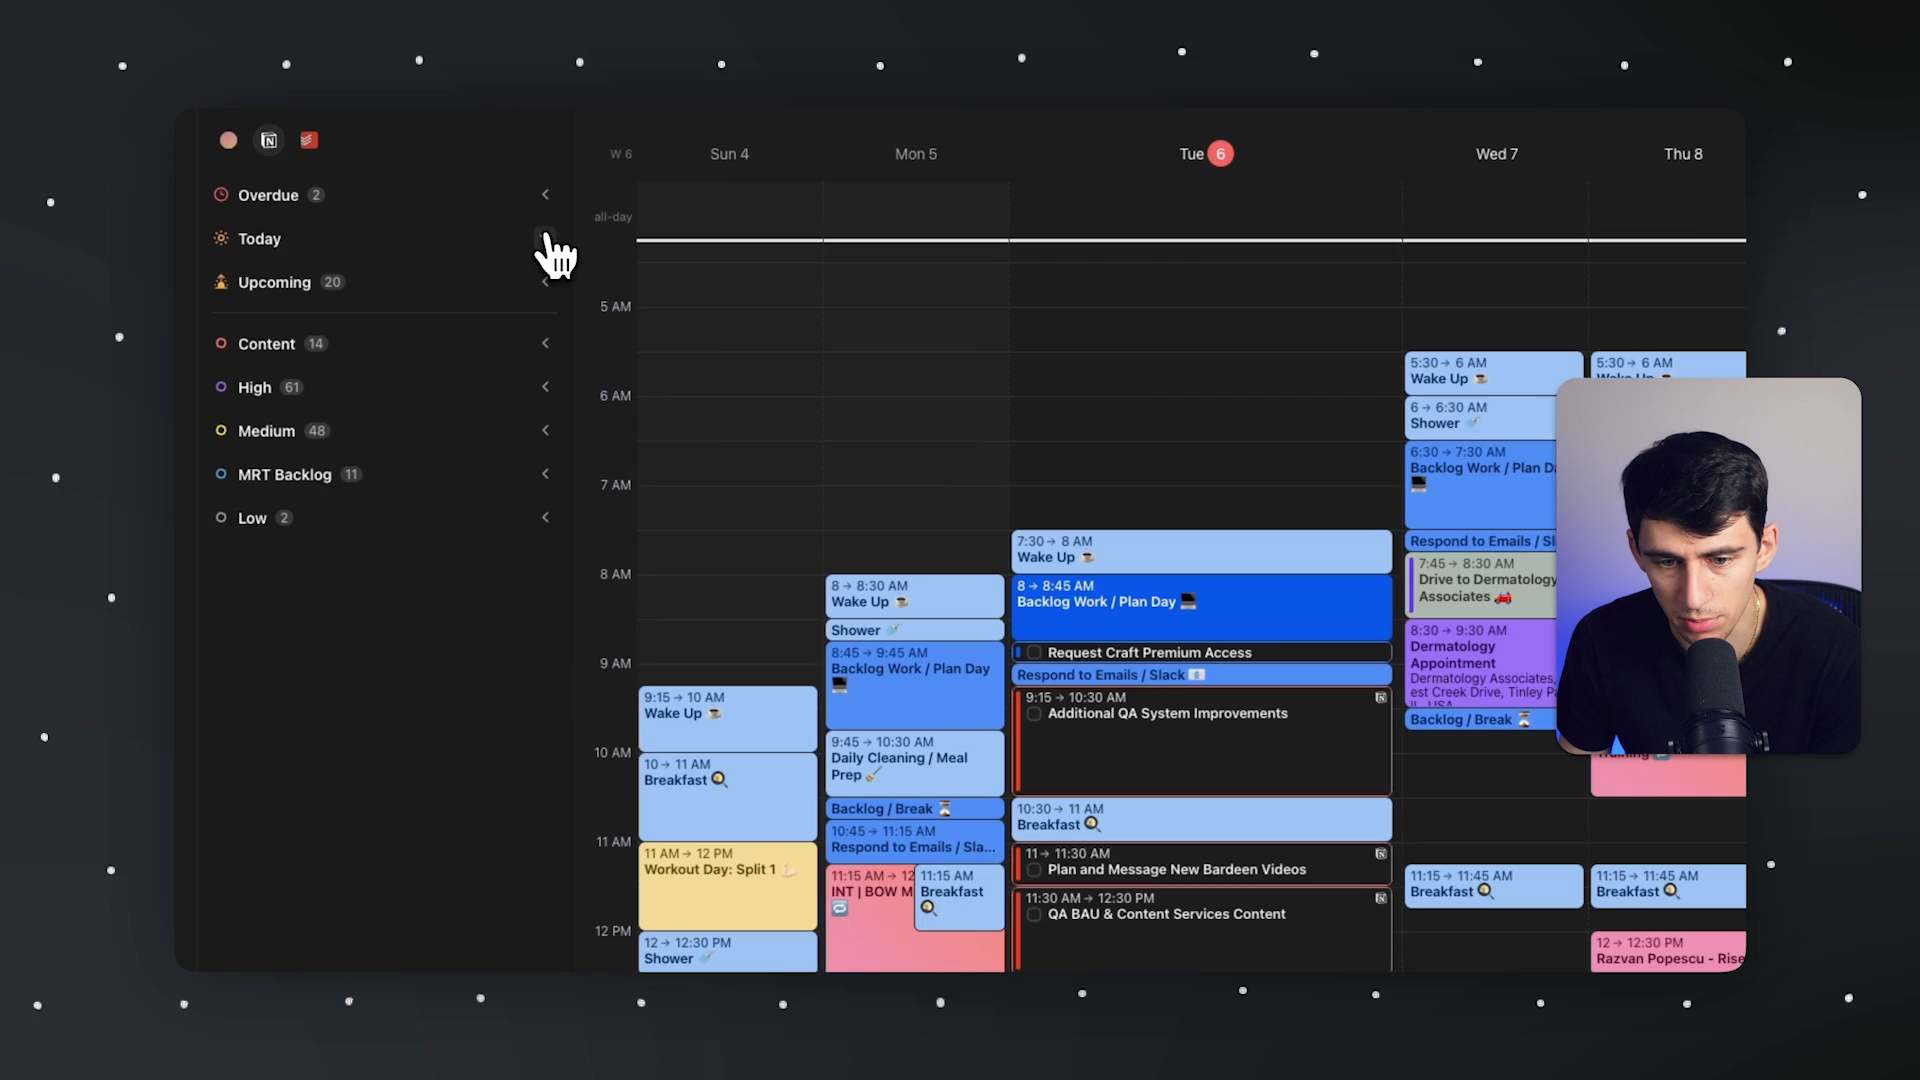 W 6
Sun 4
Mon 5
Tue 6
Wed 7
Thu 8
Overdue 2
Today
Upcoming 20
Content 14
High 61
Medium 48
MRT Backlog 11
Low 2
all-day
5 AM
6 AM
7 AM
8 AM
9 AM
10 AM
11 AM
12 PM
9:15 → 10 AM
Wake Up
10 → 11 AM
Breakfast
11 AM → 12 PM
Workout Day: Split 1
12 → 12:30 PM
Shower
8 → 8:30 AM
Wake Up
Shower
8:45 → 9:45 AM
Backlog Work / Plan Day
9:45 → 10:30 AM
Daily Cleaning / Meal
Prep
Backlog / Break
10:45 → 11:15 AM
Respond to Emails / Sla...
11:15 AM → 12
INT | BOW M
11:15 AM
Breakfast
7:30 → 8 AM
Wake Up
8 → 8:45 AM
Backlog Work / Plan Day
Request Craft Premium Access
Respond to Emails / Slack
9:15 → 10:30 AM
Additional QA System Improvements
10:30 → 11 AM
Breakfast
11 → 11:30 AM
Plan and Message New Bardeen Videos
11:30 AM → 12:30 PM
QA BAU & Content Services Content
5:30 → 6 AM
Wake Up
6 → 6:30 AM
Shower
6:30 → 7:30 AM
Backlog Work / Plan Da
Respond to Emails / Sl
7:45 → 8:30 AM
Drive to Dermatology
Associates
8:30 → 9:30 AM
Dermatology
Appointment
Dermatology Associates,
est Creek Drive, Tinley Pa
Backlog / Break
11:15 → 11:45 AM
Breakfast
5:30 → 6 AM
Wake Up
11:15 → 11:45 AM
Breakfast
12 → 12:30 PM
Razvan Popescu - Rise